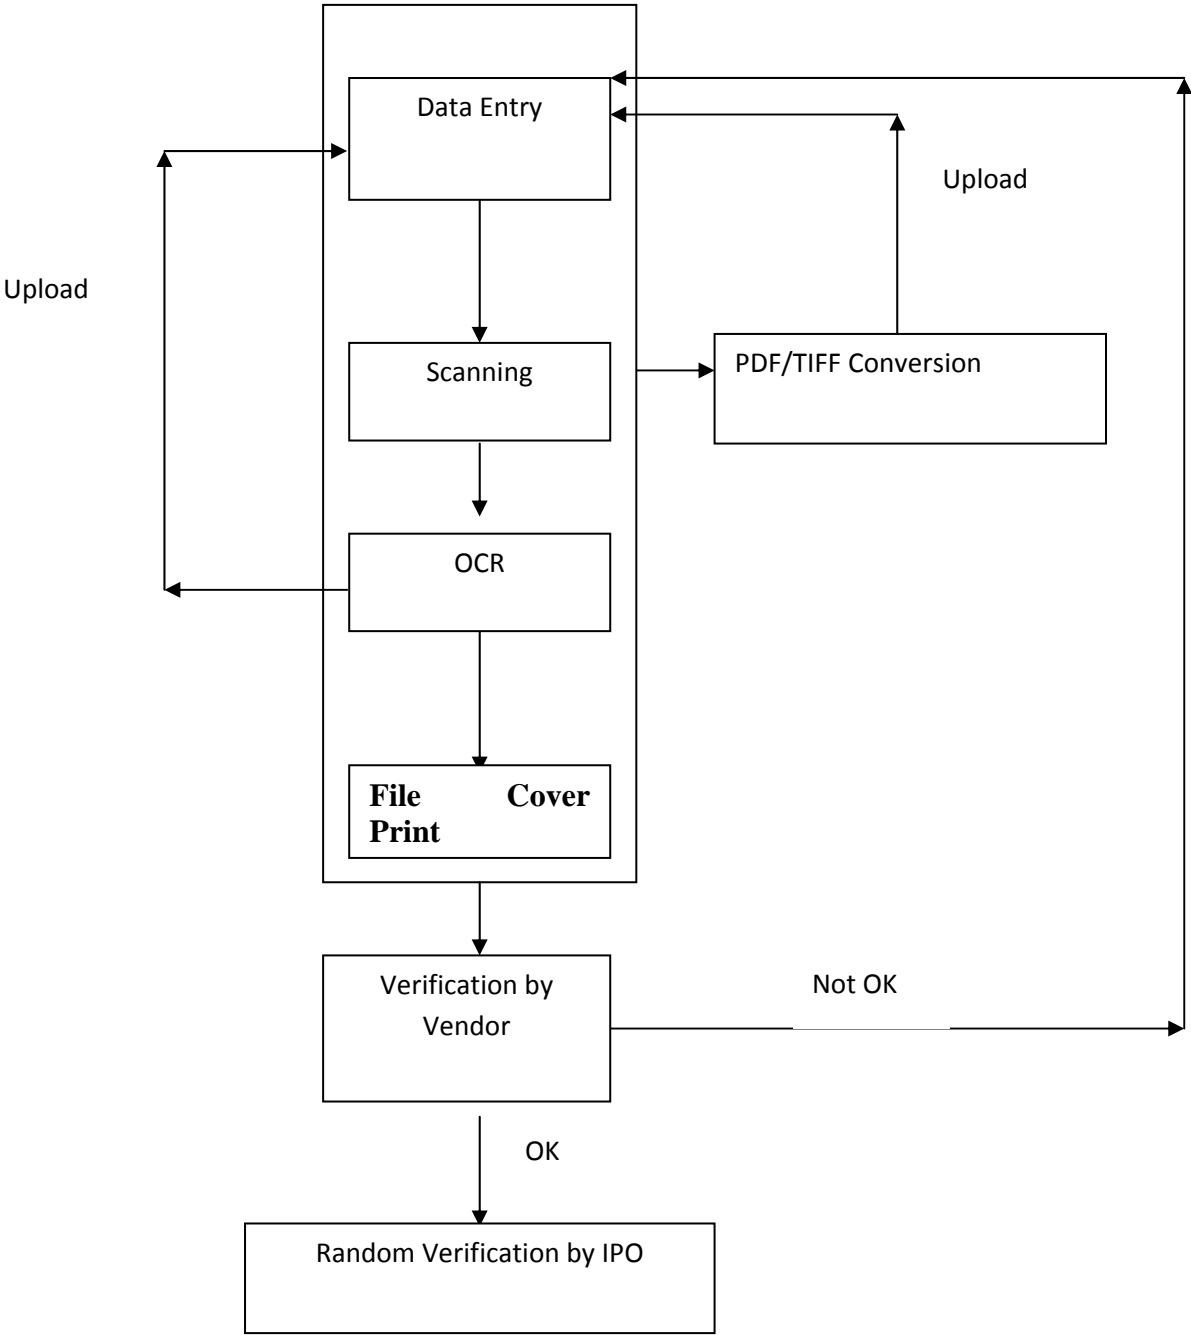 Data Entry
Upload
Upload
Scanning
PDF/TIFF Conversion
OCR
File Cover
Print
Verification by
Vendor
Not OK
OK
Random Verification by IPO